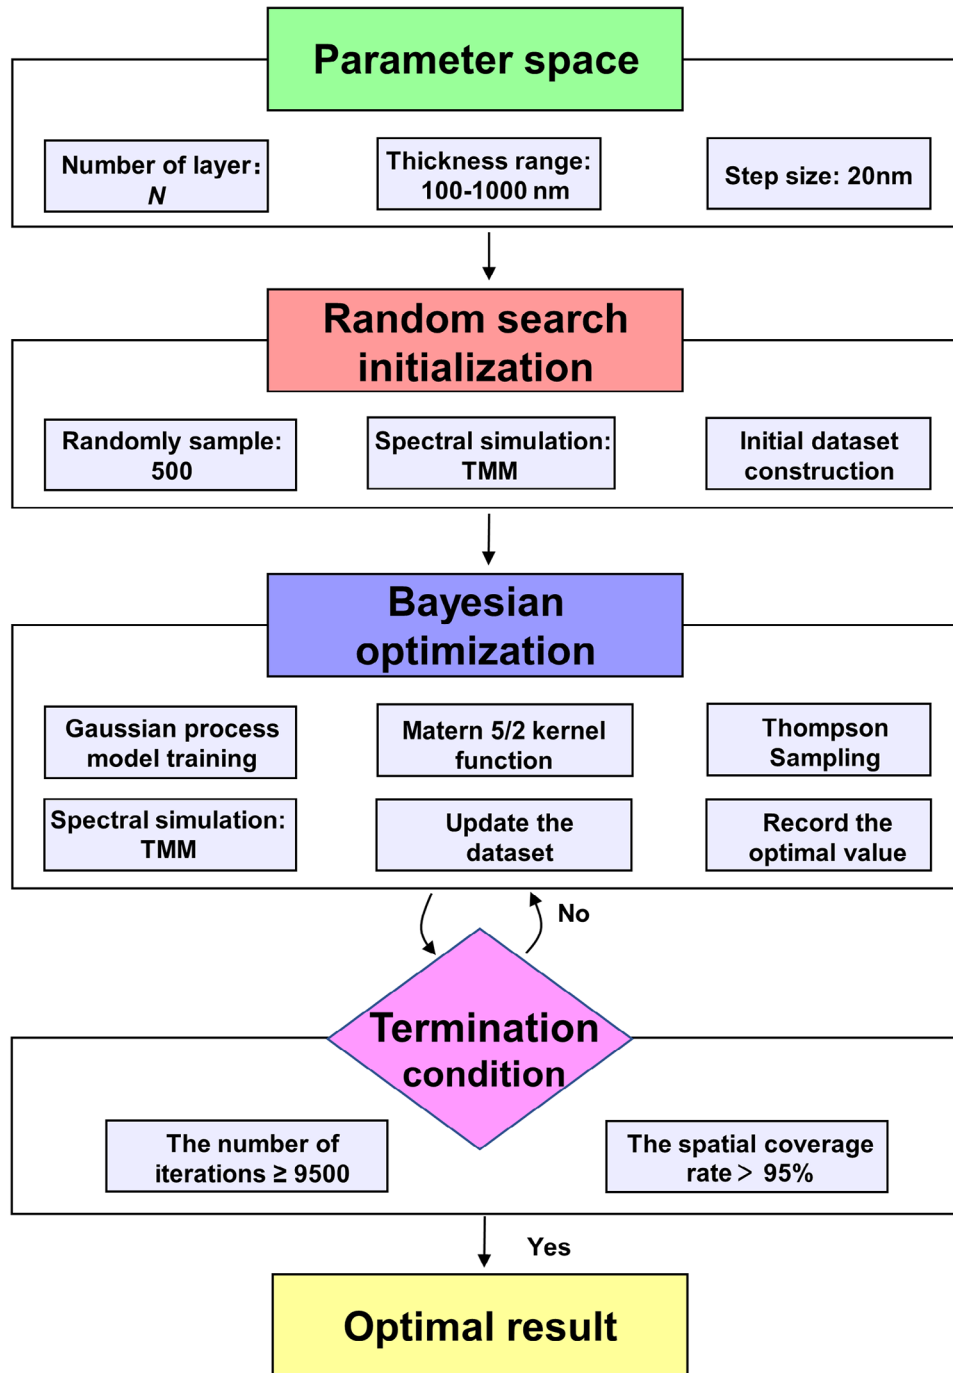 Parameter space
Number of layer:
N
Thickness range:
100-1000 nm
Step size: 20nm
Random search
initialization
Randomly sample:
500
Spectral simulation:
TMM
Initial dataset
construction
Bayesian
optimization
Gaussian process
model training
Matern 5/2 kernel
function
Thompson
Sampling
Spectral simulation:
TMM
Update the
dataset
Record the
optimal value
No
Termination
condition
The number of
iterations ≥ 9500
The spatial coverage
rate > 95%
Yes
Optimal result